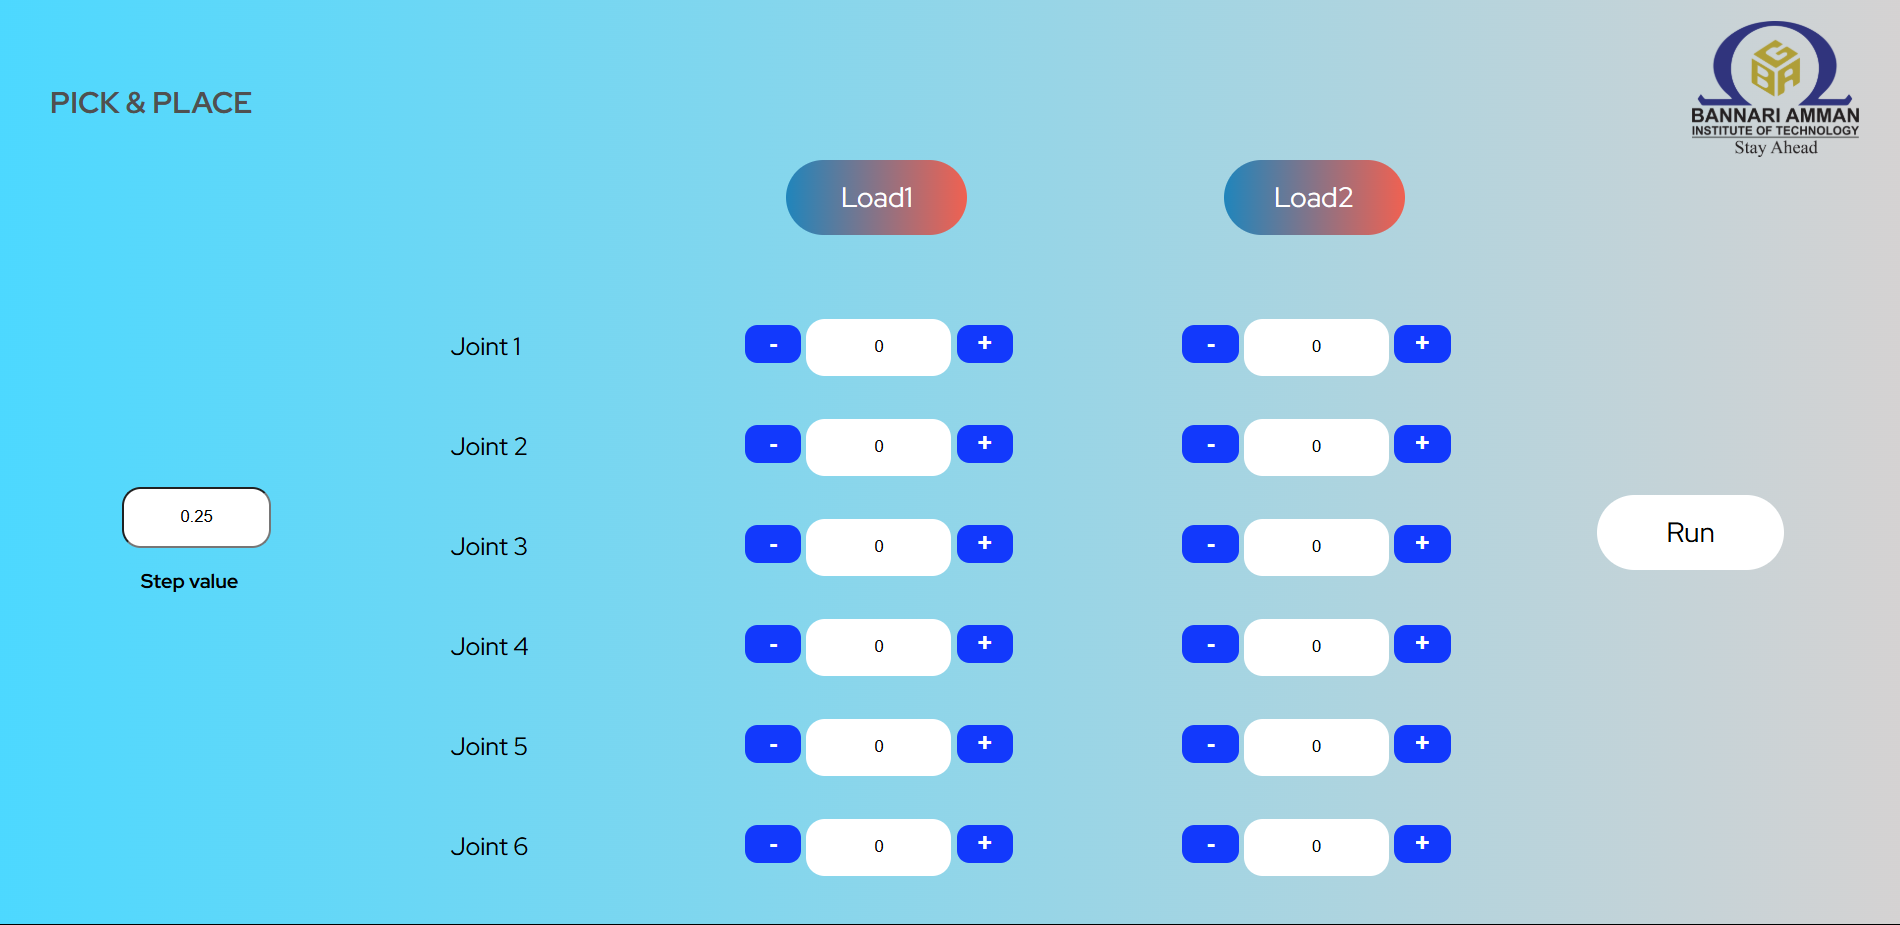 PICK & PLACE
GBA
BANNARI AMMAN
INSTITUTE OF TECHNOLOGY
Stay Ahead
Load1 Load2
Joint 1 - 0 + - 0 +
Joint 2 - 0 + - 0 +
0.25
Step value
Joint 3 - 0 + - 0 +
Run
Joint 4 - 0 + - 0 +
Joint 5 - 0 + - 0 +
Joint 6 - 0 + - 0 +